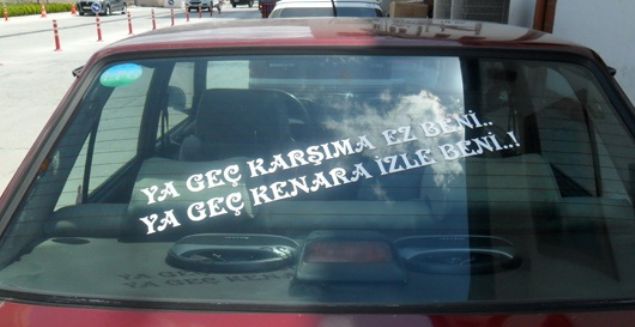 YA GEÇ KARŞIMA EZ BENİ..
YA GEÇ KENARA İZLE BENİ..!